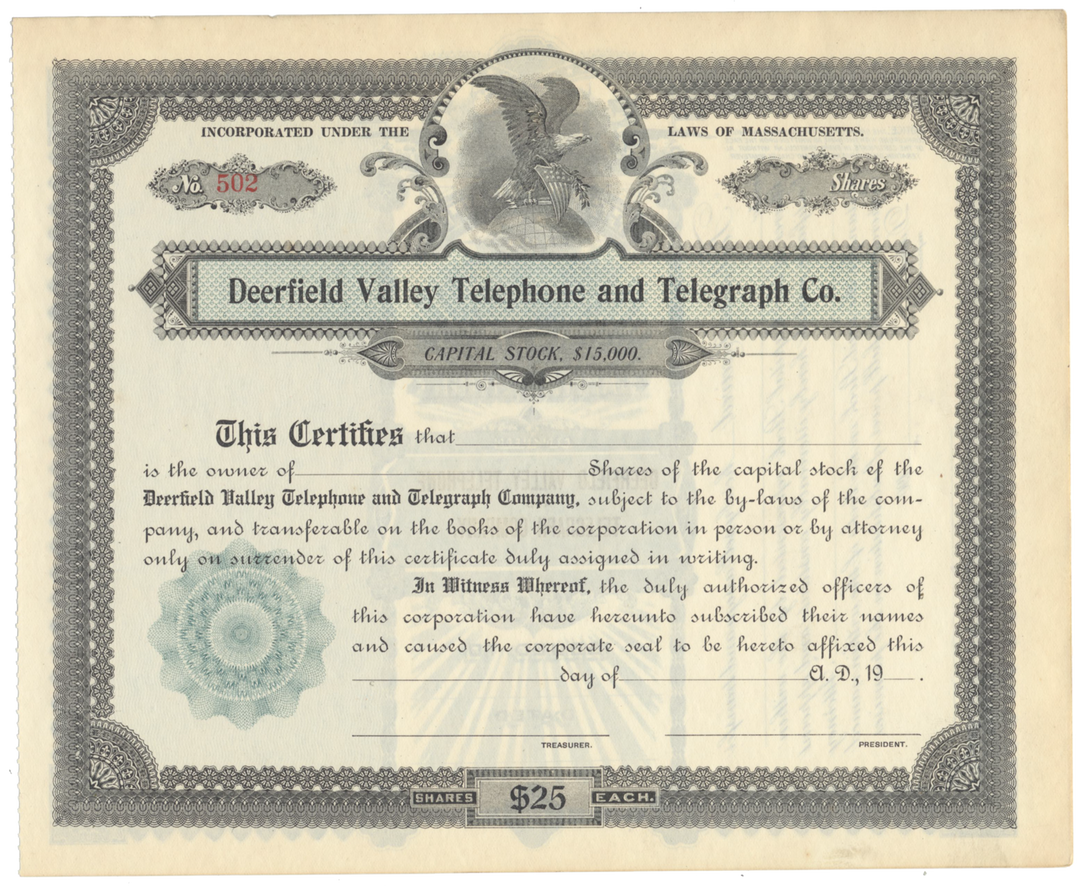 INCORPORATED UNDER THE LAWS OF MASSACHUSETTS.
No. 502 Shares
Deerfield Valley Telephone and Telegraph Co.
CAPITAL STOCK, $15,000.
This Certifies that
is the owner of Shares of the capital stock of the
Deerfield Valley Telephone and Telegraph Company, subject to the by-laws of the com-
pany, and transferable on the books of the corporation in person or by attorney
only on surrender of this certificate duly assigned in writing.
In Witness Whereof, the duly authorized officers of
this corporation have hereunto subscribed their names
and caused the corporate seal to be hereto affixed this
day of A. D., 19 .
TREASURER. PRESIDENT.
SHARES $25 EACH.